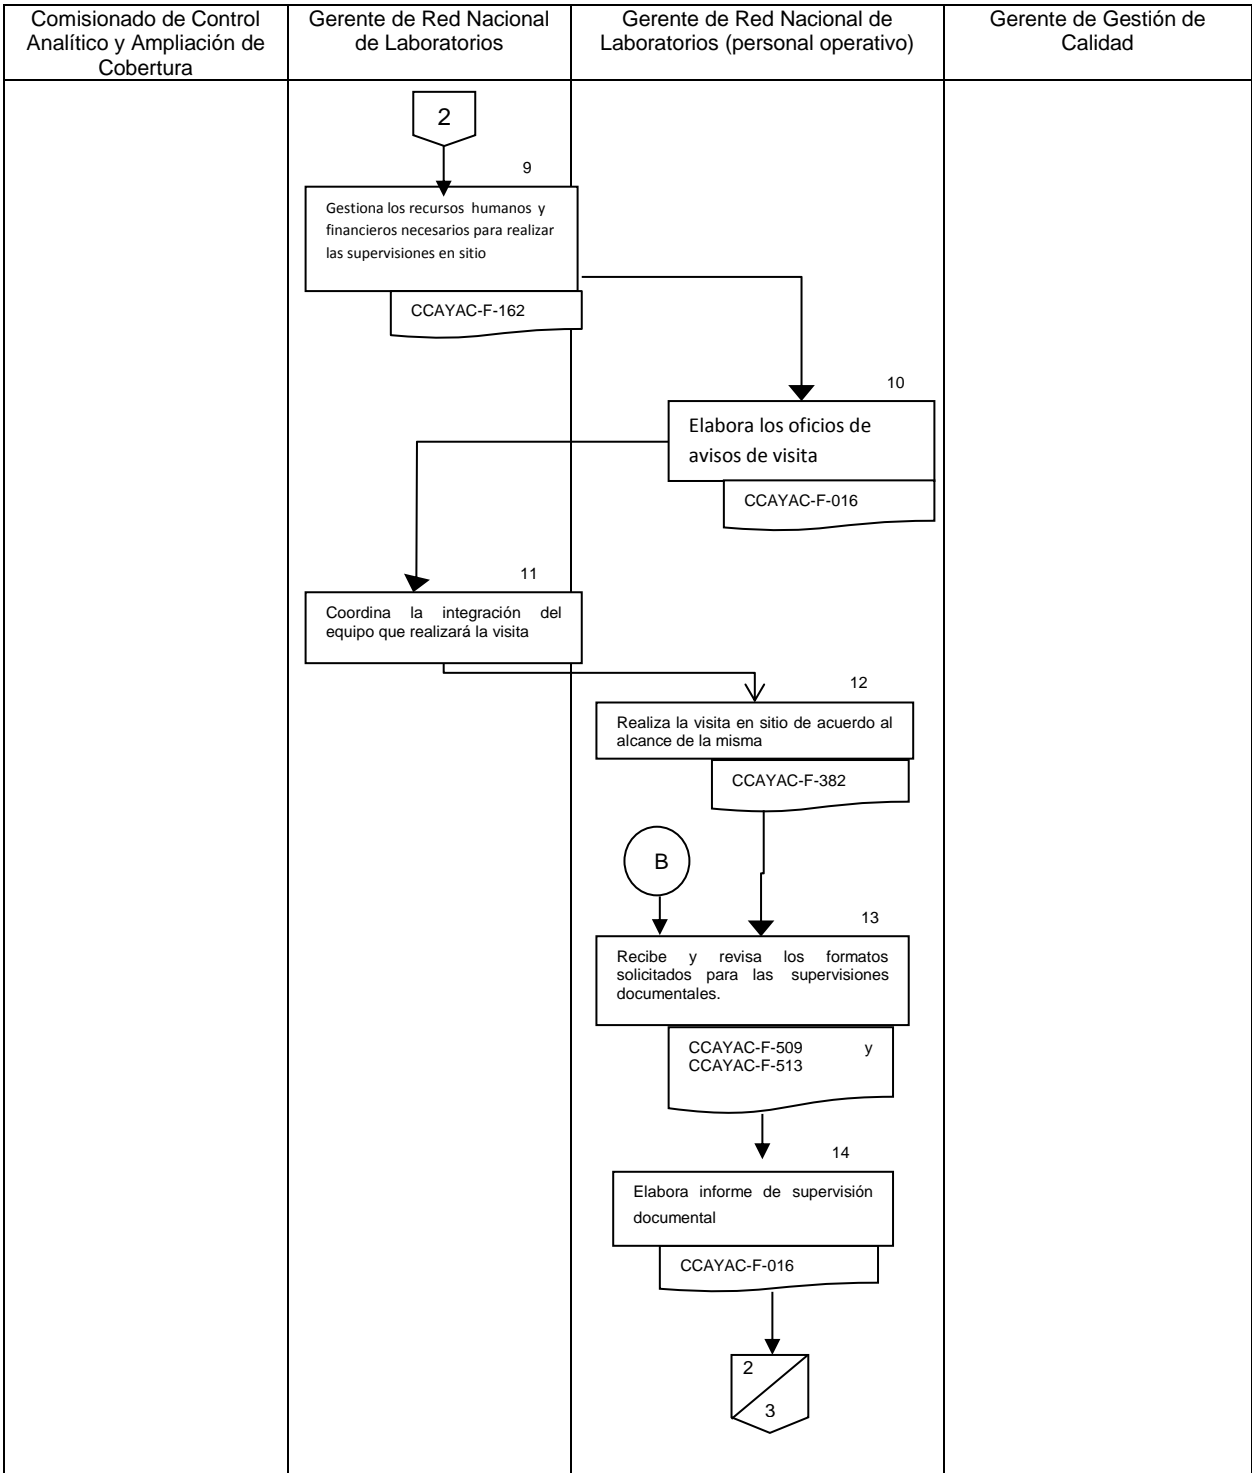 Comisionado de Control
Analítico y Ampliación de
Cobertura
Gerente de Red Nacional
de Laboratorios
Gerente de Red Nacional de
Laboratorios (personal operativo)
Gerente de Gestión de
Calidad
2
9
Gestiona los recursos humanos y
financieros necesarios para realizar
las supervisiones en sitio
CCAYAC-F-162
10
Elabora los oficios de
avisos de visita
CCAYAC-F-016
11
Coordina la integración del
equipo que realizará la visita
12
Realiza la visita en sitio de acuerdo al
alcance de la misma
CCAYAC-F-382
B
13
Recibe y revisa los formatos
solicitados para las supervisiones
documentales.
CCAYAC-F-509 y
CCAYAC-F-513
14
Elabora informe de supervisión
documental
CCAYAC-F-016
2
3